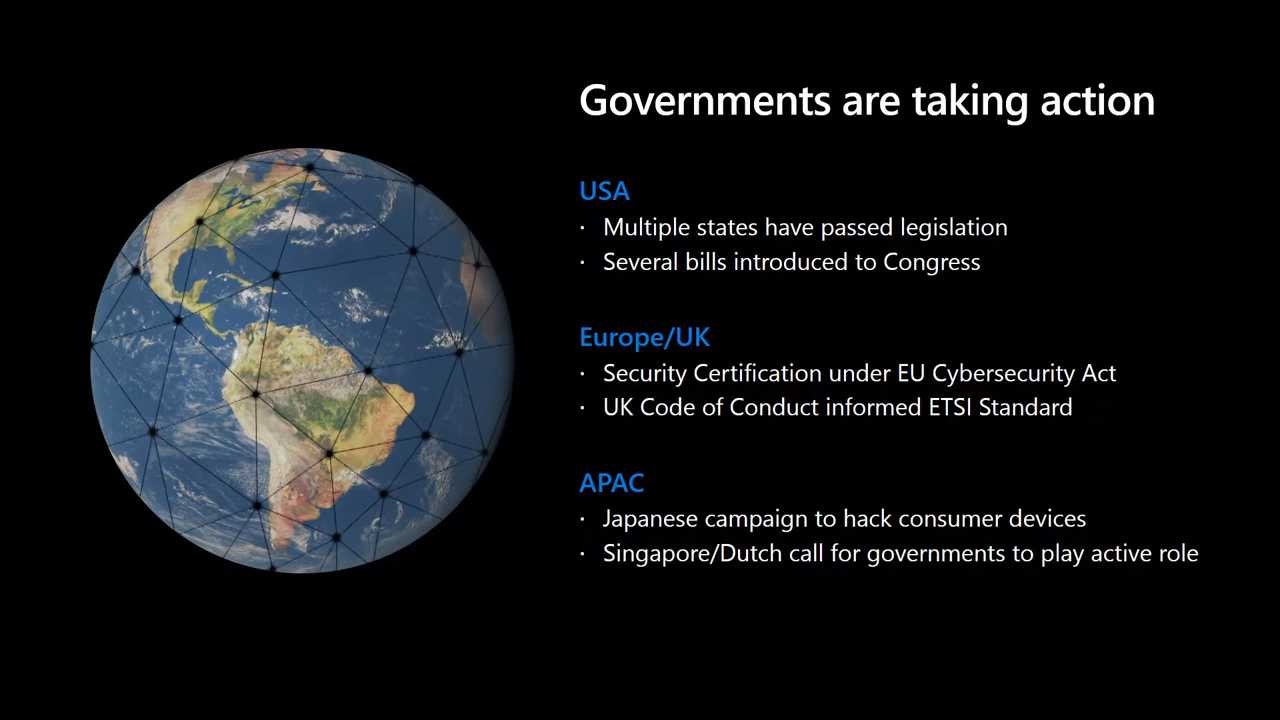 Governments are taking action
USA
· Multiple states have passed legislation
· Several bills introduced to Congress
Europe/UK
· Security Certification under EU Cybersecurity Act
· UK Code of Conduct informed ETSI Standard
APAC
· Japanese campaign to hack consumer devices
· Singapore/Dutch call for governments to play active role